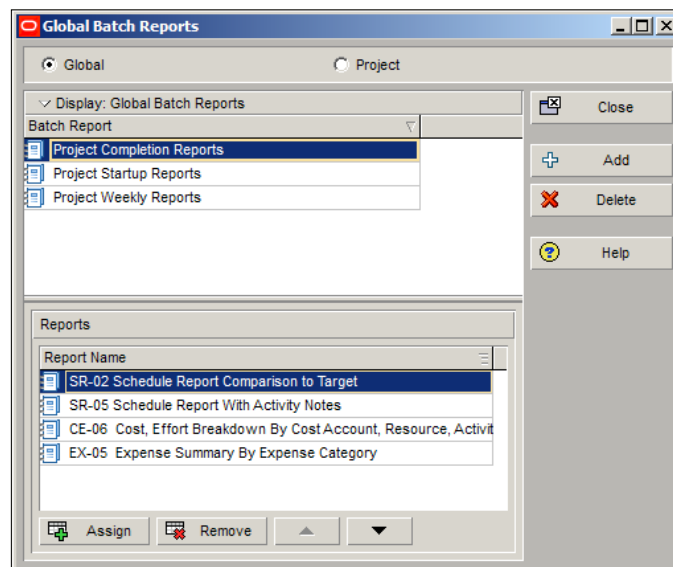 Global Batch Reports
Global
Project
Display: Global Batch Reports
Batch Report
Project Completion Reports
Project Startup Reports
Project Weekly Reports
Close
Add
Delete
Help
Reports
Report Name
SR-02 Schedule Report Comparison to Target
SR-05 Schedule Report With Activity Notes
CE-06 Cost, Effort Breakdown By Cost Account, Resource, Activit
EX-05 Expense Summary By Expense Category
Assign
Remove